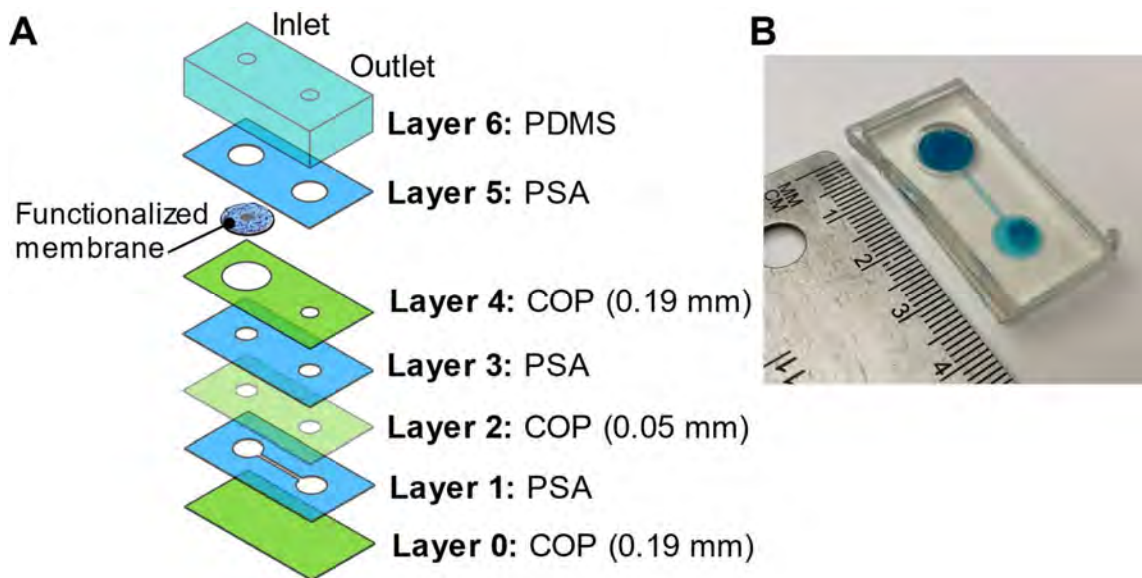 A
Inlet
Outlet
Layer 6: PDMS
Layer 5: PSA
Functionalized
membrane
Layer 4: COP (0.19 mm)
Layer 3: PSA
Layer 2: COP (0.05 mm)
Layer 1: PSA
Layer 0: COP (0.19 mm)
B
MM
CM
1
2
3
4
11